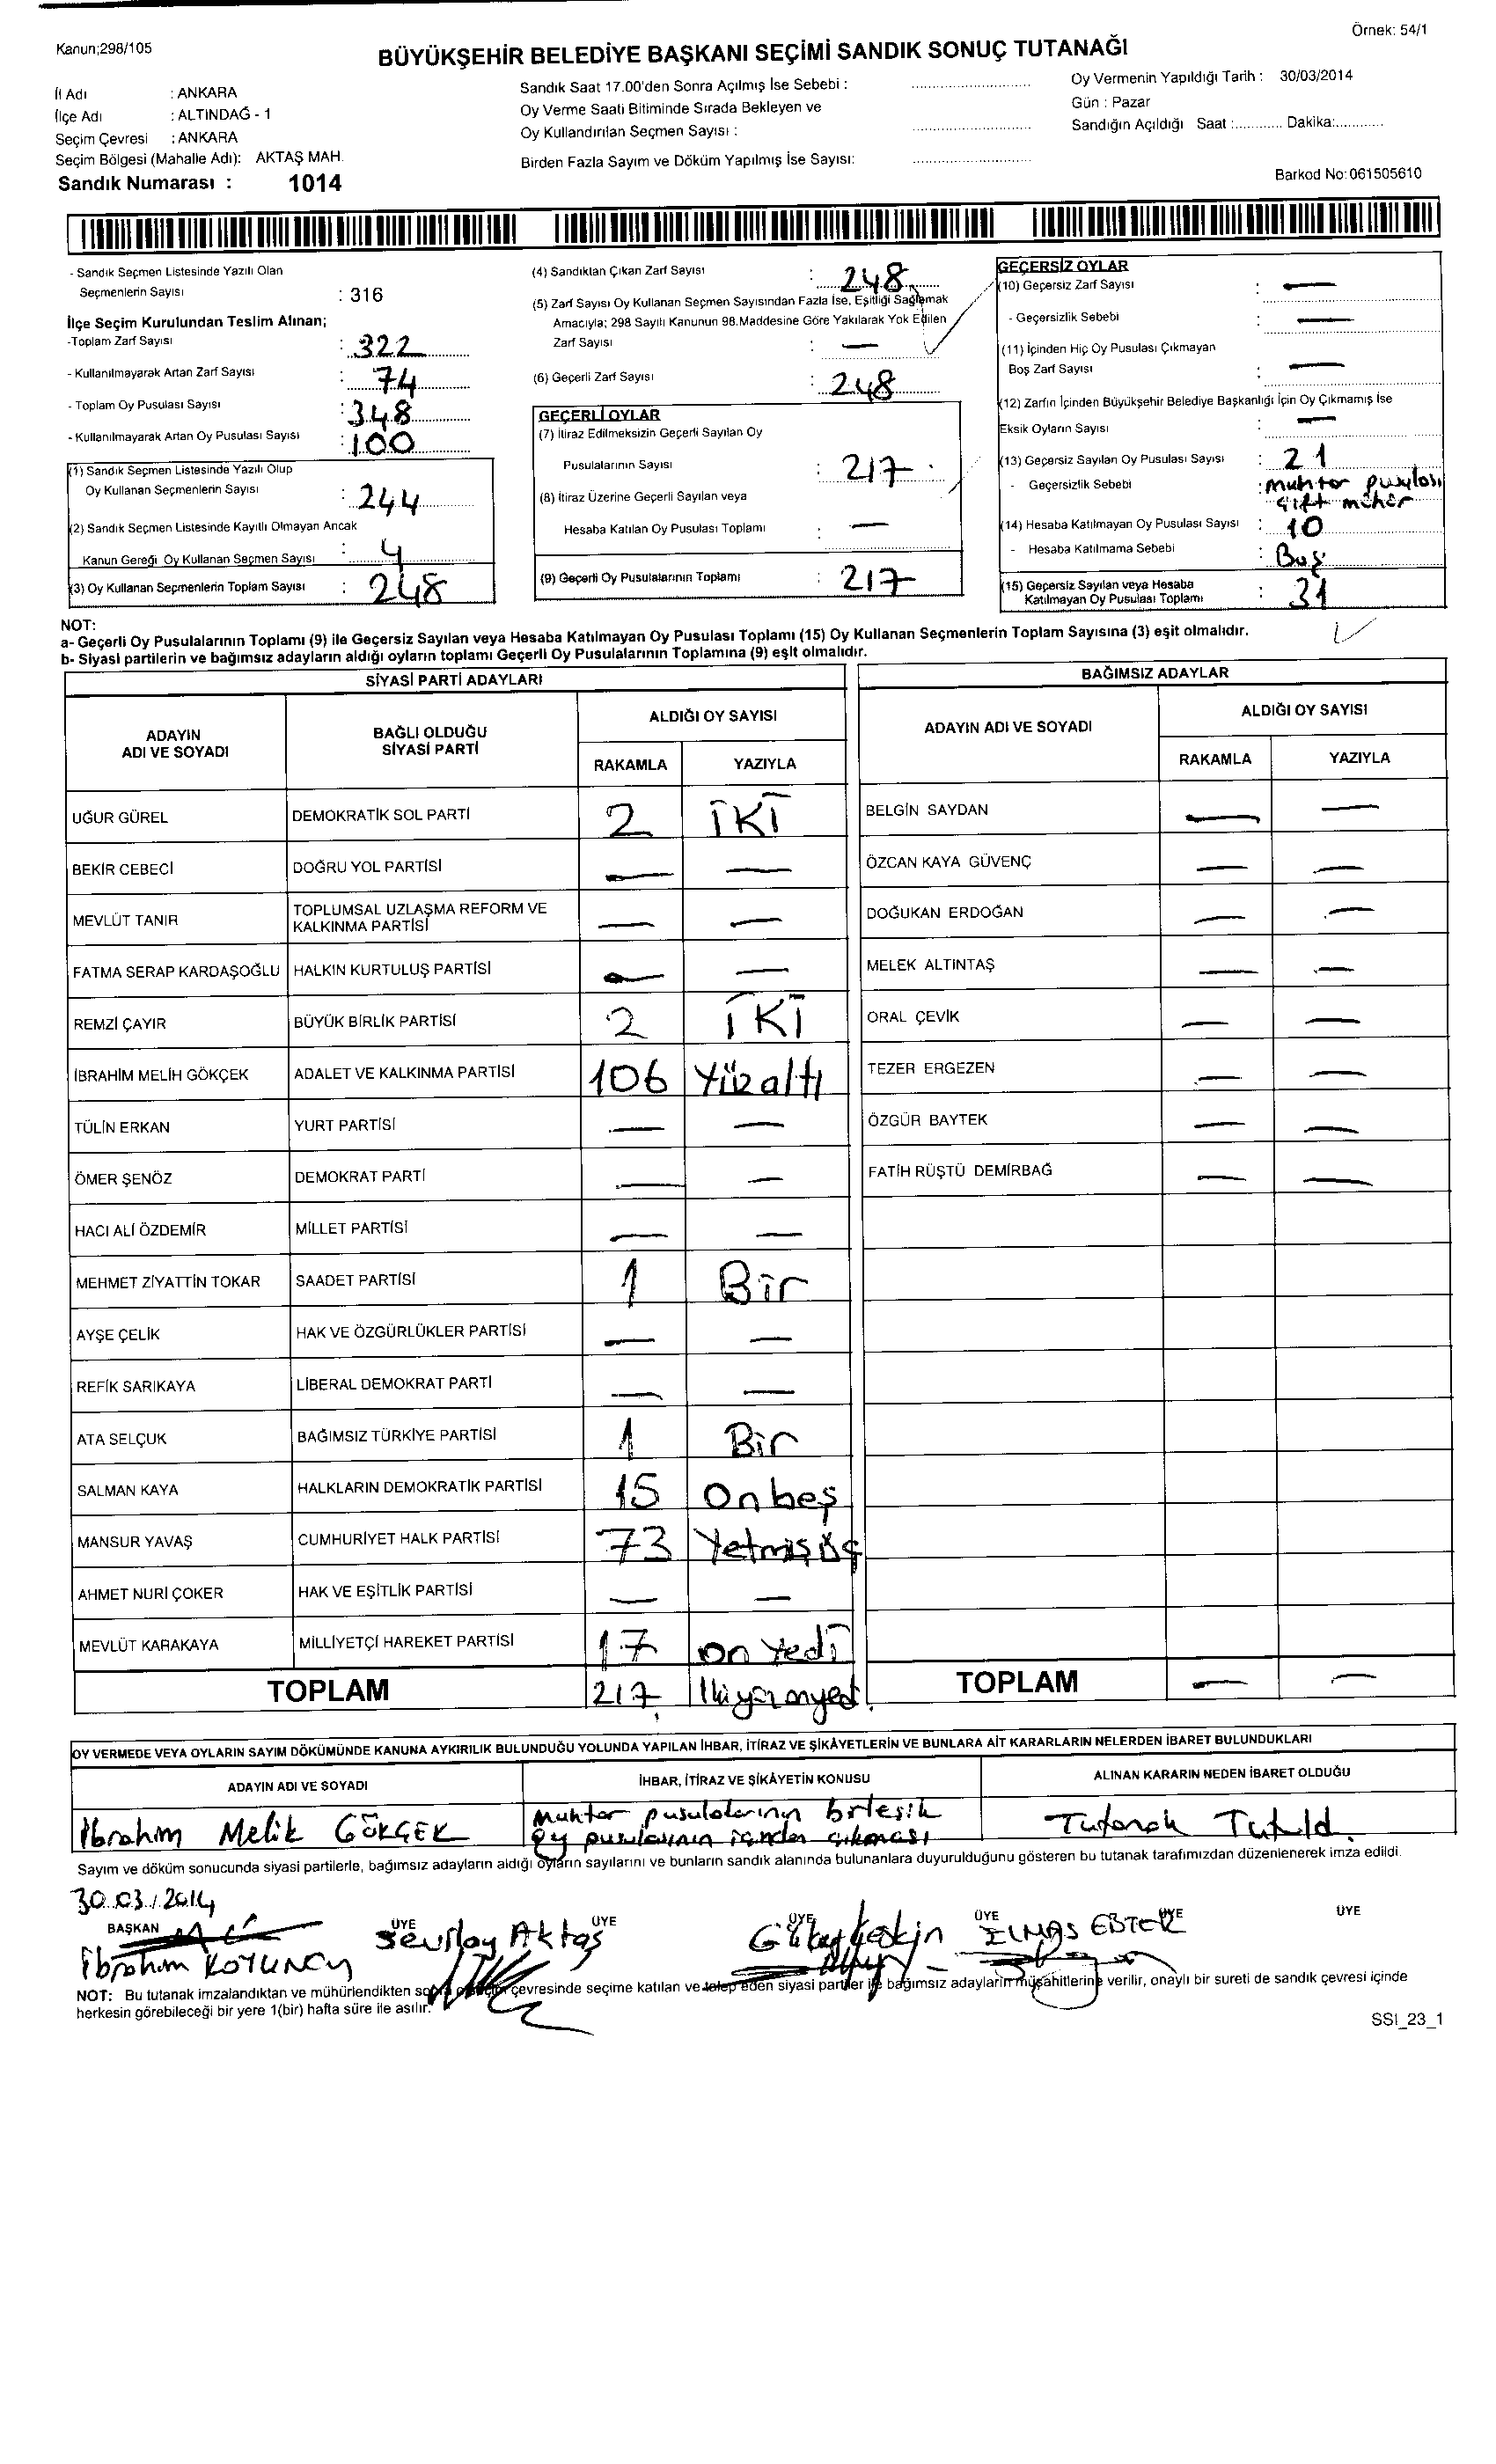 Kanun;298/105
Örnek: 54/1
BÜYÜKŞEHİR BELEDİYE BAŞKANI SEÇİMİ SANDIK SONUÇ TUTANAĞI
İl Adı : ANKARA
İlçe Adı : ALTINDAĞ - 1
Seçim Çevresi : ANKARA
Seçim Bölgesi (Mahalle Adı): AKTAŞ MAH.
Sandık Numarası : 1014
Sandık Saat 17.00'den Sonra Açılmış İse Sebebi :
Oy Verme Saati Bitiminde Sırada Bekleyen ve
Oy Kullandırılan Seçmen Sayısı :
Birden Fazla Sayım ve Döküm Yapılmış İse Sayısı:
Oy Vermenin Yapıldığı Tarih : 30/03/2014
Gün : Pazar
Sandığın Açıldığı Saat :............ Dakika:............
Barkod No:061505610
- Sandık Seçmen Listesinde Yazılı Olan
Seçmenlerin Sayısı : 316
İlçe Seçim Kurulundan Teslim Alınan;
-Toplam Zarf Sayısı : 322
- Kullanılmayarak Artan Zarf Sayısı : 74
- Toplam Oy Pusulası Sayısı : 348
- Kullanılmayarak Artan Oy Pusulası Sayısı : 100
(1) Sandık Seçmen Listesinde Yazılı Olup
Oy Kullanan Seçmenlerin Sayısı : 244
(2) Sandık Seçmen Listesinde Kayıtlı Olmayan Ancak
Kanun Gereği Oy Kullanan Seçmen Sayısı : 4
(3) Oy Kullanan Seçmenlerin Toplam Sayısı : 248
(4) Sandıktan Çıkan Zarf Sayısı : 248
(5) Zarf Sayısı Oy Kullanan Seçmen Sayısından Fazla İse, Eşitliği Sağlamak
Amacıyla; 298 Sayılı Kanunun 98.Maddesine Göre Yakılarak Yok Edilen
Zarf Sayısı : —
(6) Geçerli Zarf Sayısı : 248
GEÇERLİ OYLAR
(7) İtiraz Edilmeksizin Geçerli Sayılan Oy
Pusulalarının Sayısı : 217
(8) İtiraz Üzerine Geçerli Sayılan veya
Hesaba Katılan Oy Pusulası Toplamı : —
(9) Geçerli Oy Pusulalarının Toplamı : 217
GEÇERSİZ OYLAR
(10) Geçersiz Zarf Sayısı : —
- Geçersizlik Sebebi : —
(11) İçinden Hiç Oy Pusulası Çıkmayan
Boş Zarf Sayısı : —
(12) Zarfın İçinden Büyükşehir Belediye Başkanlığı İçin Oy Çıkmamış İse
Eksik Oyların Sayısı : —
(13) Geçersiz Sayılan Oy Pusulası Sayısı : 21
- Geçersizlik Sebebi : muhtar pusulası
çift mühür
(14) Hesaba Katılmayan Oy Pusulası Sayısı : 10
- Hesaba Katılmama Sebebi : Boş
(15) Geçersiz Sayılan veya Hesaba
Katılmayan Oy Pusulası Toplamı : 31
NOT:
a- Geçerli Oy Pusulalarının Toplamı (9) ile Geçersiz Sayılan veya Hesaba Katılmayan Oy Pusulası Toplamı (15) Oy Kullanan Seçmenlerin Toplam Sayısına (3) eşit olmalıdır.
b- Siyasi partilerin ve bağımsız adayların aldığı oyların toplamı Geçerli Oy Pusulalarının Toplamına (9) eşit olmalıdır.
SİYASİ PARTİ ADAYLARI
ADAYIN
ADI VE SOYADI
BAĞLI OLDUĞU
SİYASİ PARTİ
ALDIĞI OY SAYISI
RAKAMLA YAZIYLA
UĞUR GÜREL DEMOKRATİK SOL PARTİ 2 İKİ
BEKİR CEBECİ DOĞRU YOL PARTİSİ — —
MEVLÜT TANIR TOPLUMSAL UZLAŞMA REFORM VE
KALKINMA PARTİSİ — —
FATMA SERAP KARDAŞOĞLU HALKIN KURTULUŞ PARTİSİ — —
REMZİ ÇAYIR BÜYÜK BİRLİK PARTİSİ 2 İKİ
İBRAHİM MELİH GÖKÇEK ADALET VE KALKINMA PARTİSİ 106 Yüzaltı
TÜLİN ERKAN YURT PARTİSİ — —
ÖMER ŞENÖZ DEMOKRAT PARTİ — —
HACI ALİ ÖZDEMİR MİLLET PARTİSİ — —
MEHMET ZİYATTİN TOKAR SAADET PARTİSİ 1 Bir
AYŞE ÇELİK HAK VE ÖZGÜRLÜKLER PARTİSİ — —
REFİK SARIKAYA LİBERAL DEMOKRAT PARTİ — —
ATA SELÇUK BAĞIMSIZ TÜRKİYE PARTİSİ 1 Bir
SALMAN KAYA HALKLARIN DEMOKRATİK PARTİSİ 15 Onbeş
MANSUR YAVAŞ CUMHURİYET HALK PARTİSİ 73 Yetmişüç
AHMET NURİ ÇOKER HAK VE EŞİTLİK PARTİSİ — —
MEVLÜT KARAKAYA MİLLİYETÇİ HAREKET PARTİSİ 17 on yedi
TOPLAM 217 İkiyüzonyedi
BAĞIMSIZ ADAYLAR
ADAYIN ADI VE SOYADI
ALDIĞI OY SAYISI
RAKAMLA YAZIYLA
BELGİN SAYDAN — —
ÖZCAN KAYA GÜVENÇ — —
DOĞUKAN ERDOĞAN — —
MELEK ALTINTAŞ — —
ORAL ÇEVİK — —
TEZER ERGEZEN — —
ÖZGÜR BAYTEK — —
FATİH RÜŞTÜ DEMİRBAĞ — —
TOPLAM — —
OY VERMEDE VEYA OYLARIN SAYIM DÖKÜMÜNDE KANUNA AYKIRILIK BULUNDUĞU YOLUNDA YAPILAN İHBAR, İTİRAZ VE ŞİKÂYETLERİN VE BUNLARA AİT KARARLARIN NELERDEN İBARET BULUNDUKLARI
ADAYIN ADI VE SOYADI İHBAR, İTİRAZ VE ŞİKÂYETİN KONUSU ALINAN KARARIN NEDEN İBARET OLDUĞU
İbrahim Melik GÖKÇEK
Muhtar pusulalarının birleşik
oy pusulasının içinden çıkması
Tutanak Tutuld.
Sayım ve döküm sonucunda siyasi partilerle, bağımsız adayların aldığı oyların sayılarını ve bunların sandık alanında bulunanlara duyurulduğunu gösteren bu tutanak tarafımızdan düzenlenerek imza edildi.
30.03.2014
BAŞKAN ÜYE ÜYE ÜYE ÜYE ÜYE ÜYE
İbrahim KOYUNCU Sevilay Aktaş Gülay Keskin ELMAS EBTEK
NOT: Bu tutanak imzalandıktan ve mühürlendikten sonra çevresinde seçime katılan ve talep eden siyasi partiler ile bağımsız adayların müşahitlerine verilir, onaylı bir sureti de sandık çevresi içinde
herkesin görebileceği bir yere 1(bir) hafta süre ile asılır.
SSI_23_1